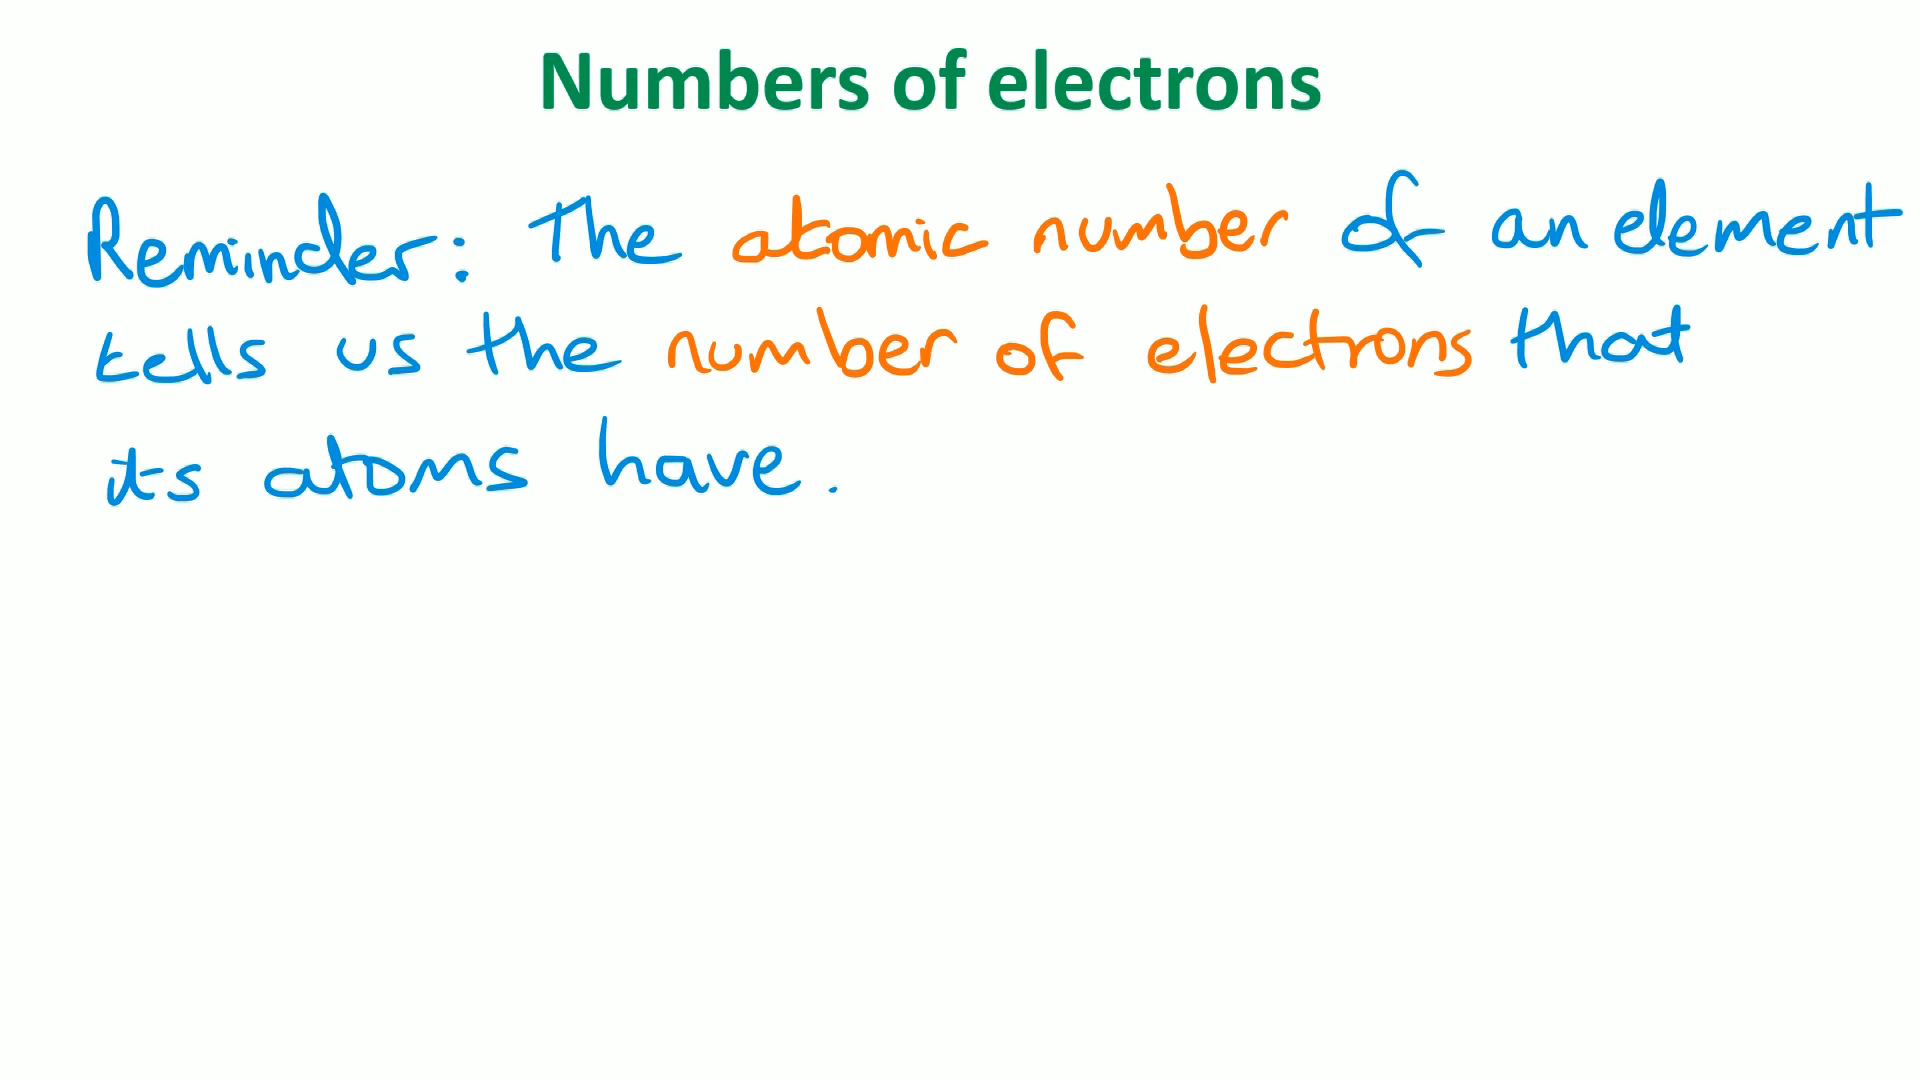 Numbers of electrons
Reminder: The atomic number of an element
tells us the number of electrons that
its atoms have.